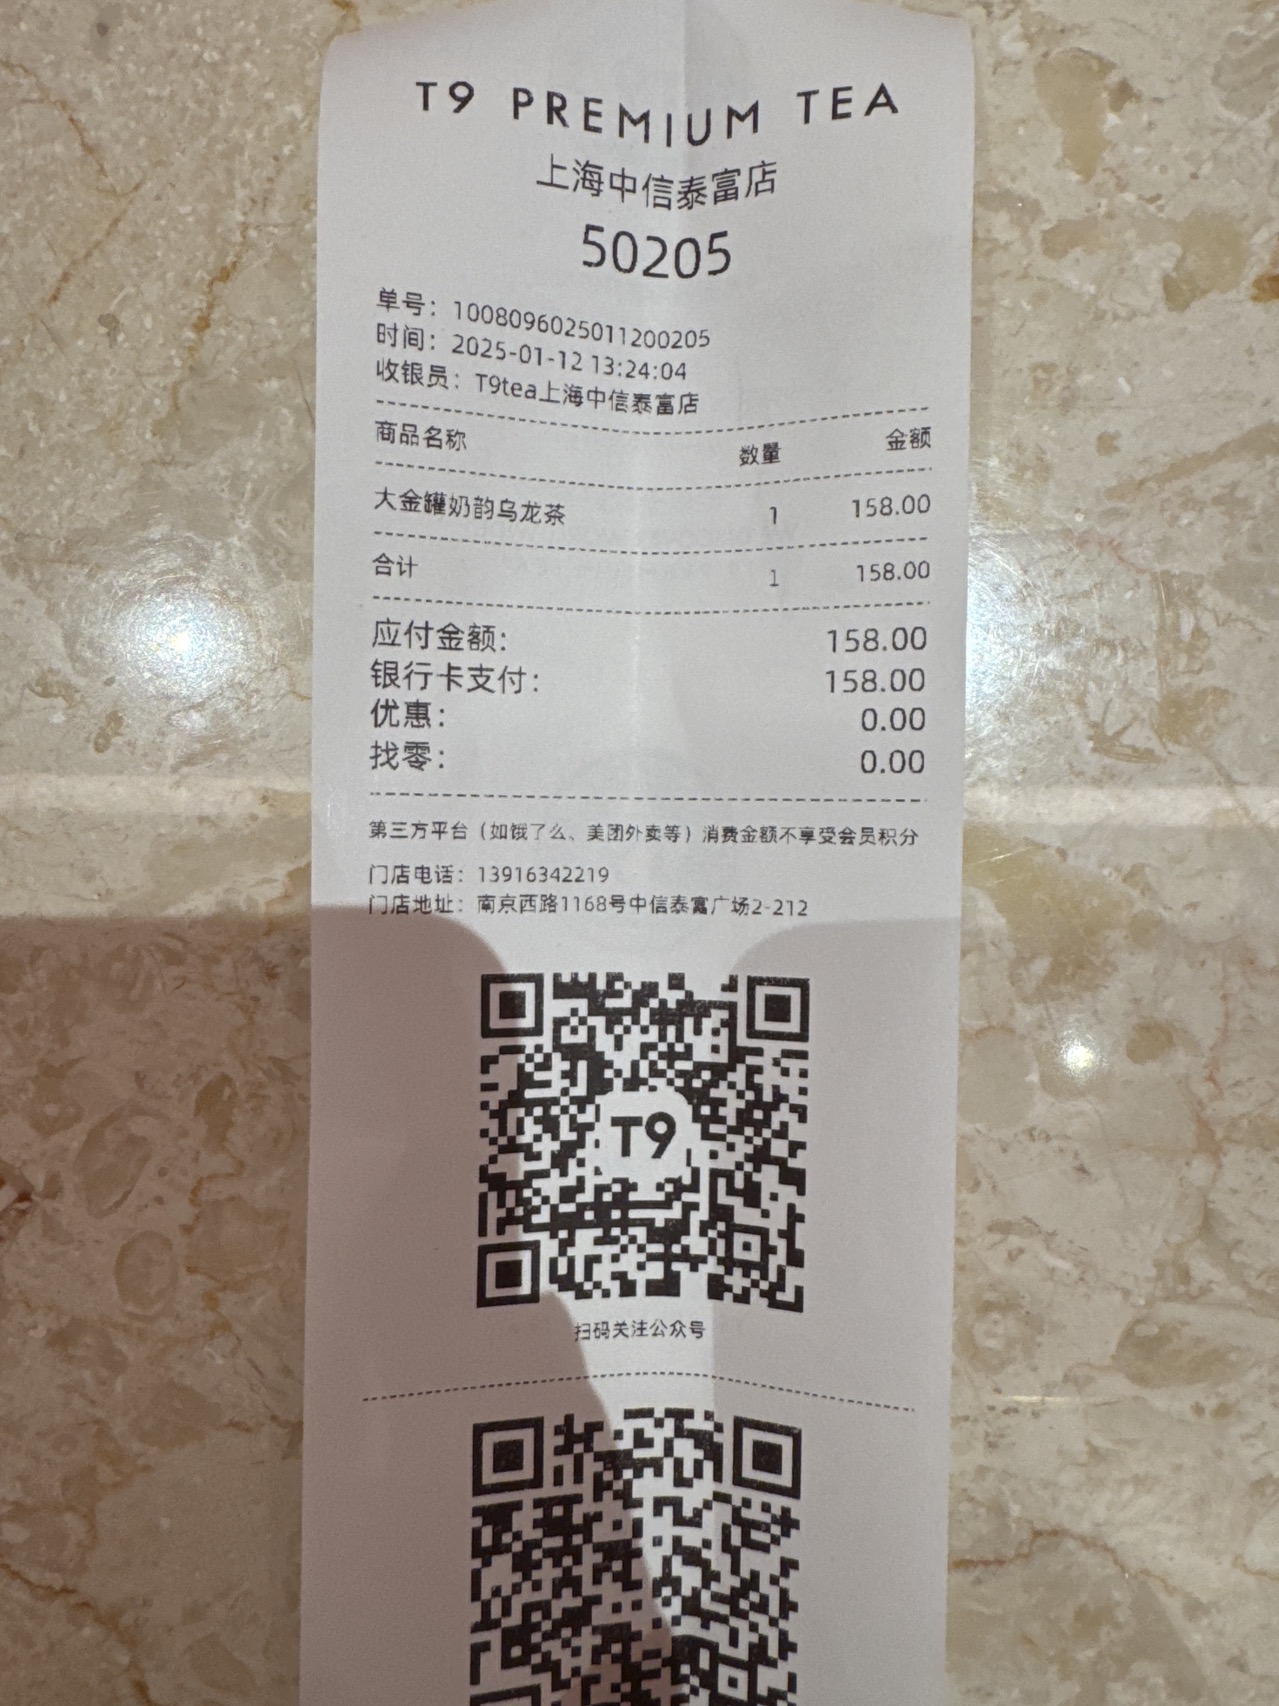 T9 PREMIUM TEA
上海中信泰富店
50205
单号：1008096025011200205
时间：2025-01-12 13:24:04
收银员：T9tea上海中信泰富店
商品名称 数量 金额
大金罐奶韵乌龙茶 1 158.00
合计 1 158.00
应付金额: 158.00
银行卡支付: 158.00
优惠: 0.00
找零: 0.00
第三方平台（如饿了么、美团外卖等）消费金额不享受会员积分
门店电话：13916342219
门店地址：南京西路1168号中信泰富广场2-212
T9
扫码关注公众号